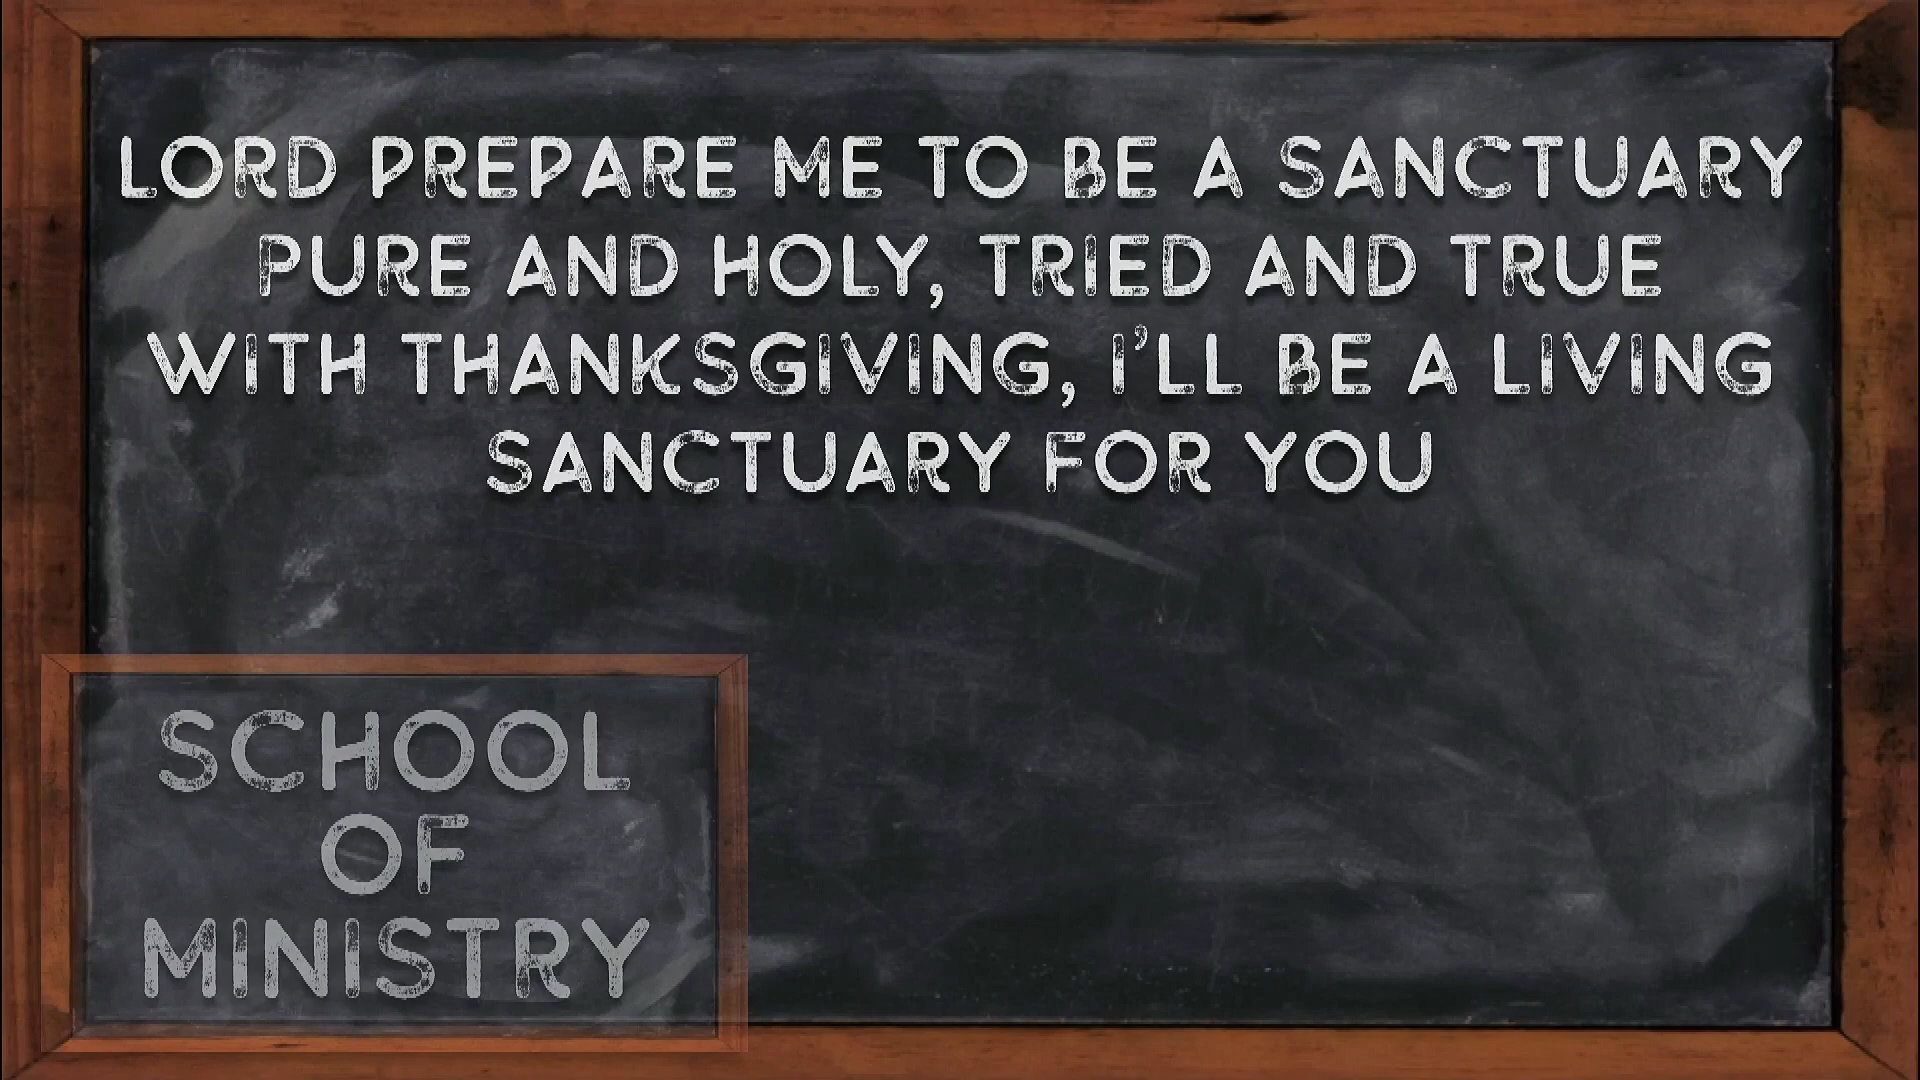 LORD PREPARE ME TO BE A SANCTUARY
PURE AND HOLY, TRIED AND TRUE
WITH THANKSGIVING, I'LL BE A LIVING
SANCTUARY FOR YOU
SCHOOL
OF
MINISTRY